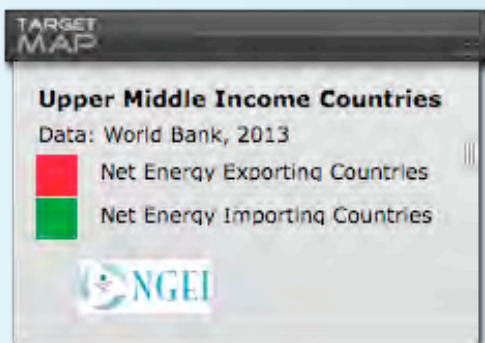 TARGET
MAP
Upper Middle Income Countries
Data: World Bank, 2013
Net Energy Exporting Countries
Net Energy Importing Countries
NGEI